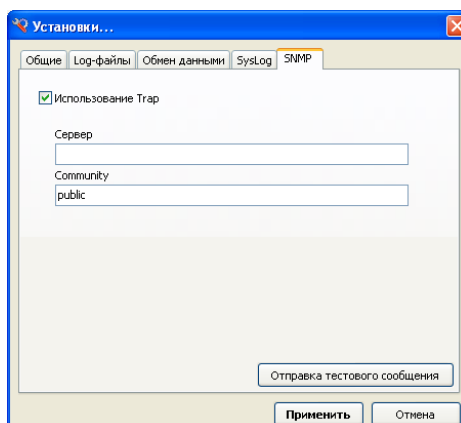 Установки...
Общие Log-файлы Обмен данными SysLog SNMP
Использование Trap
Сервер
Community
public
Отправка тестового сообщения
Применить Отмена